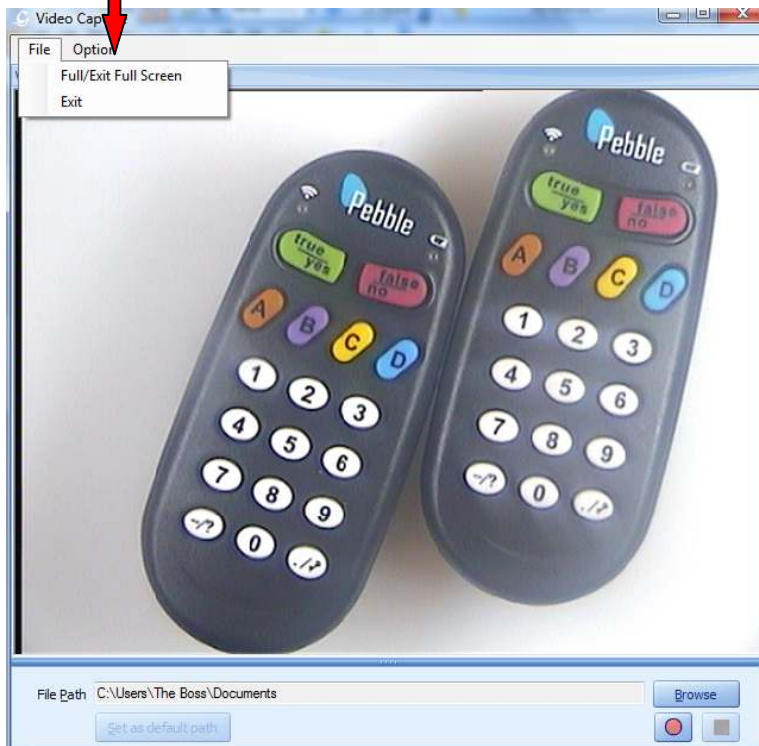 Video Cap
File Option
Full/Exit Full Screen
Exit
Pebble
true
yes
false
no
A B C D
1 2 3
4 5 6
7 8 9
-/? 0
Pebble
true
yes
false
no
A B C D
1 2 3
4 5 6
7 8 9
-/? 0
File Path C:\Users\The Boss\Documents Browse
Set as default path